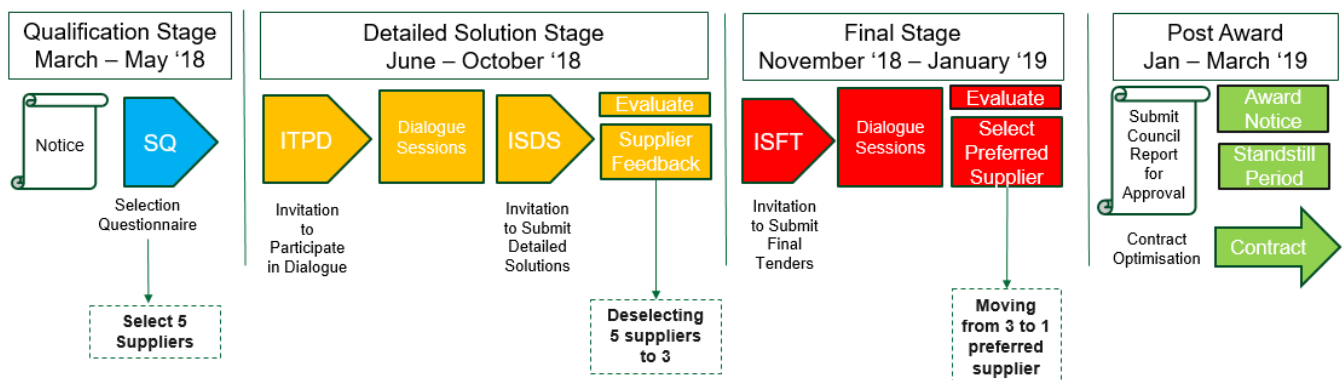 Qualification Stage
March – May ‘18
Notice
SQ
Selection
Questionnaire
Select 5
Suppliers
Detailed Solution Stage
June – October ‘18
ITPD
Invitation
to
Participate
in Dialogue
Dialogue
Sessions
ISDS
Invitation
to Submit
Detailed
Solutions
Evaluate
Supplier
Feedback
Deselecting
5 suppliers
to 3
Final Stage
November ‘18 – January ‘19
ISFT
Invitation
to Submit
Final
Tenders
Dialogue
Sessions
Evaluate
Select
Preferred
Supplier
Moving
from 3 to 1
preferred
supplier
Post Award
Jan – March ‘19
Submit
Council
Report
for
Approval
Award
Notice
Standstill
Period
Contract
Optimisation
Contract